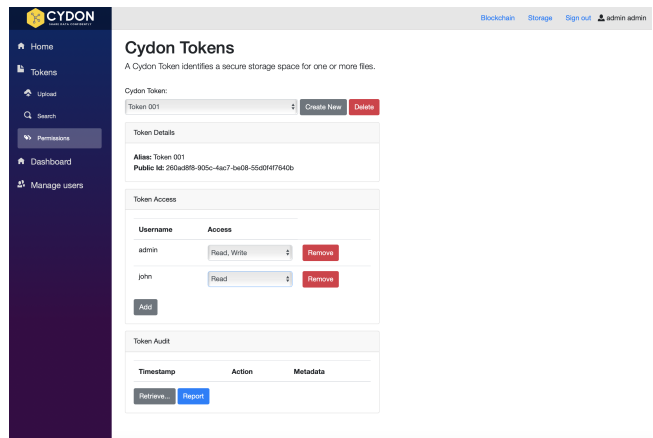 CYDON
SHARE DATA CONFIDENTLY
Blockchain Storage Sign out admin admin
Home
Tokens
Upload
Search
Permissions
Dashboard
Manage users
Cydon Tokens
A Cydon Token identifies a secure storage space for one or more files.
Cydon Token:
Token 001 Create New Delete
Token Details
Alias: Token 001
Public Id: 260ad8f8-905c-4ac7-be08-55d0f4f7640b
Token Access
Username Access
admin Read, Write Remove
john Read Remove
Add
Token Audit
Timestamp Action Metadata
Retrieve... Report